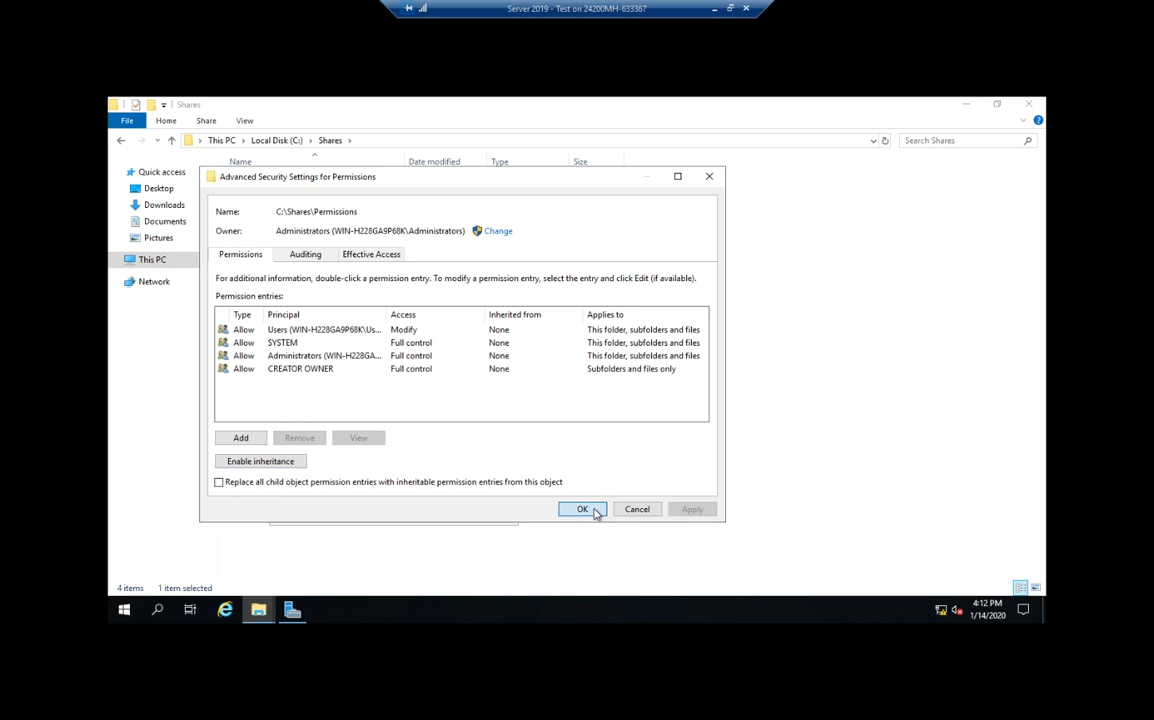 Server 2019 - Test on 24200MH-633367
Shares
File Home Share View
This PC > Local Disk (C:) > Shares >
Search Shares
Name Date modified Type Size
Quick access
Desktop
Downloads
Documents
Pictures
This PC
Network
Advanced Security Settings for Permissions
Name: C:\Shares\Permissions
Owner: Administrators (WIN-H228GA9P68K\Administrators) Change
Permissions Auditing Effective Access
For additional information, double-click a permission entry. To modify a permission entry, select the entry and click Edit (if available).
Permission entries:
Type Principal Access Inherited from Applies to
Allow Users (WIN-H228GA9P68K\Us... Modify None This folder, subfolders and files
Allow SYSTEM Full control None This folder, subfolders and files
Allow Administrators (WIN-H228GA... Full control None This folder, subfolders and files
Allow CREATOR OWNER Full control None Subfolders and files only
Add Remove View
Enable inheritance
Replace all child object permission entries with inheritable permission entries from this object
OK Cancel Apply
4 items 1 item selected
4:12 PM
1/14/2020